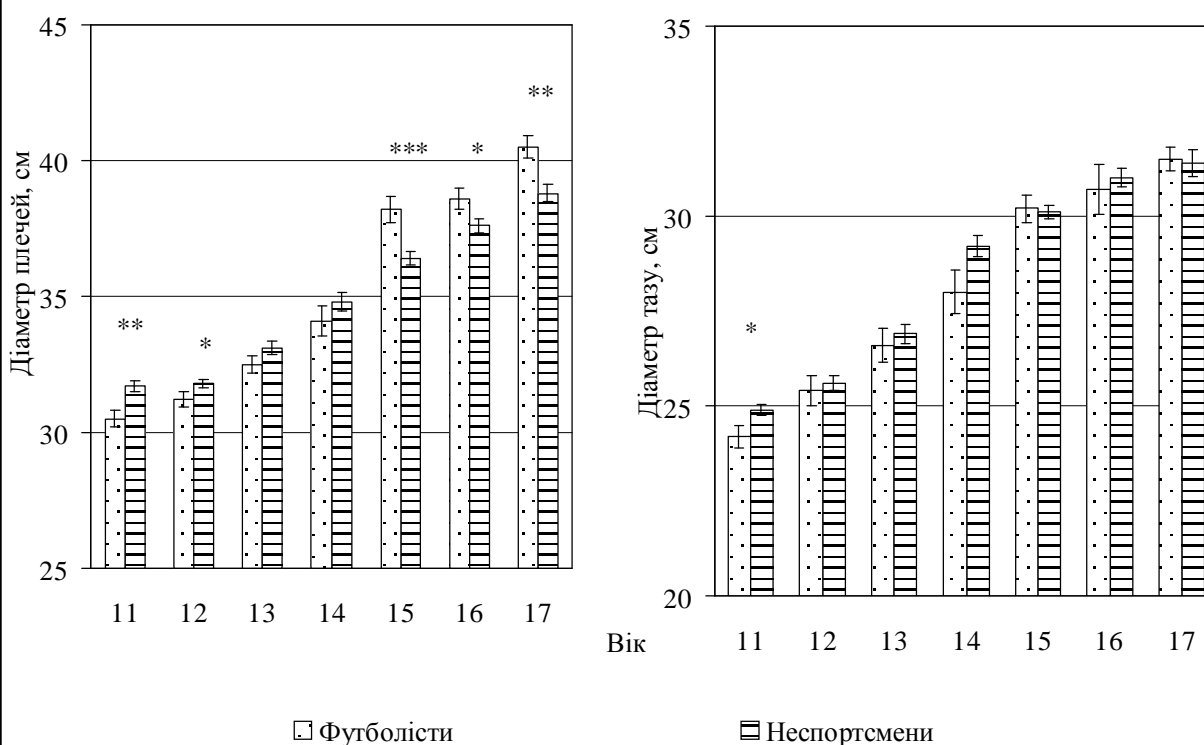 45
**
***
*
40
35
**
*
30
25
11 12 13 14 15 16 17
Діаметр плечей, см
35
30
*
25
20
Вік 11 12 13 14 15 16 17
Діаметр тазу, см
Футболісти
Неспортсмени